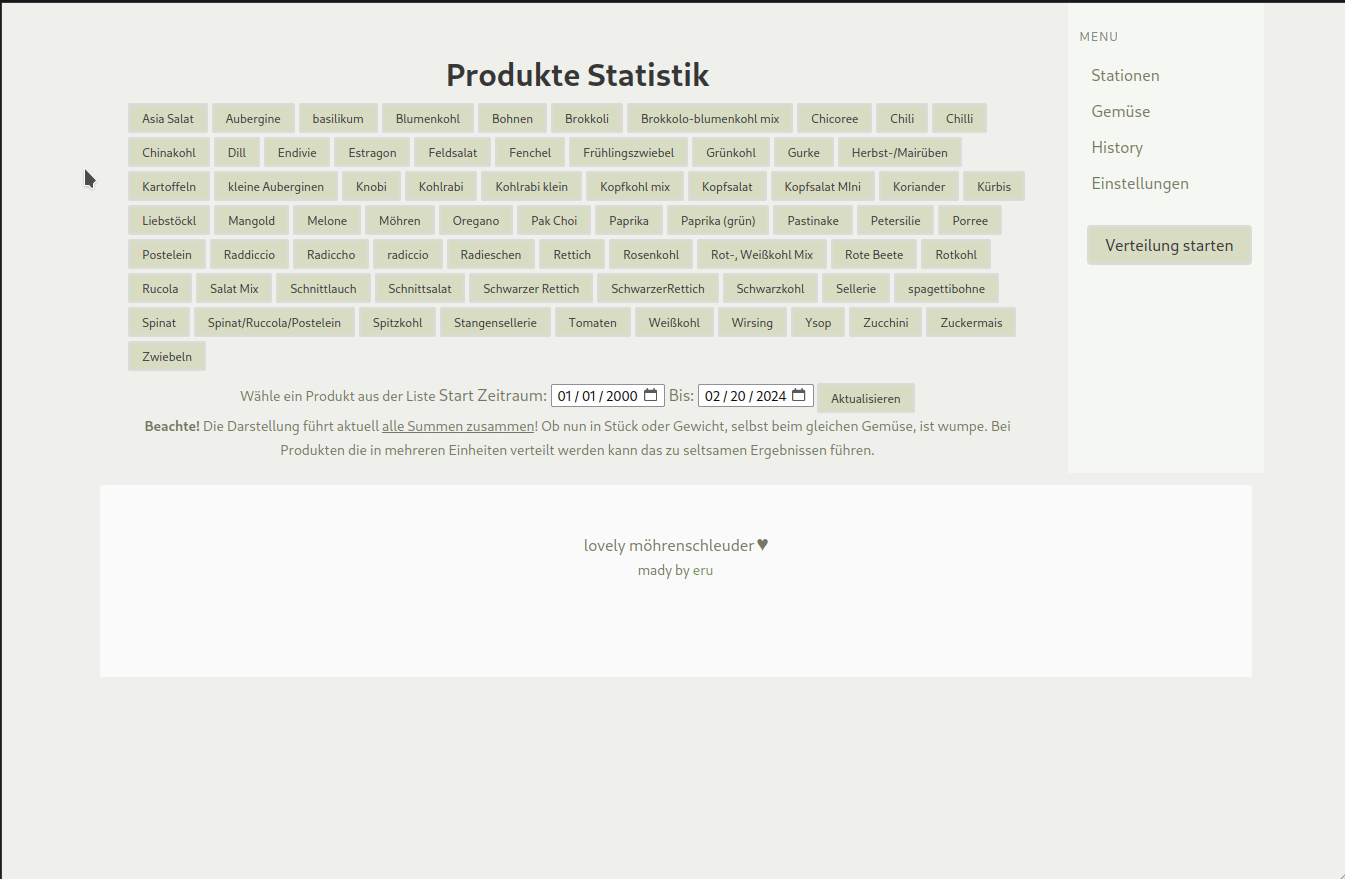 Produkte Statistik
Asia Salat Aubergine basilikum Blumenkohl Bohnen Brokkoli Brokkolo-blumenkohl mix Chicoree Chili Chilli
Chinakohl Dill Endivie Estragon Feldsalat Fenchel Frühlingszwiebel Grünkohl Gurke Herbst-/Mairüben
Kartoffeln kleine Auberginen Knobi Kohlrabi Kohlrabi klein Kopfkohl mix Kopfsalat Kopfsalat MIni Koriander Kürbis
Liebstöckl Mangold Melone Möhren Oregano Pak Choi Paprika Paprika (grün) Pastinake Petersilie Porree
Postelein Raddiccio Radiccho radiccio Radieschen Rettich Rosenkohl Rot-, Weißkohl Mix Rote Beete Rotkohl
Rucola Salat Mix Schnittlauch Schnittsalat Schwarzer Rettich SchwarzerRettich Schwarzkohl Sellerie spagettibohne
Spinat Spinat/Ruccola/Postelein Spitzkohl Stangensellerie Tomaten Weißkohl Wirsing Ysop Zucchini Zuckermais
Zwiebeln
Wähle ein Produkt aus der Liste Start Zeitraum: 01 / 01 / 2000 Bis: 02 / 20 / 2024 Aktualisieren
Beachte! Die Darstellung führt aktuell alle Summen zusammen! Ob nun in Stück oder Gewicht, selbst beim gleichen Gemüse, ist wumpe. Bei
Produkten die in mehreren Einheiten verteilt werden kann das zu seltsamen Ergebnissen führen.
MENU
Stationen
Gemüse
History
Einstellungen
Verteilung starten
lovely möhrenschleuder ♥
mady by eru